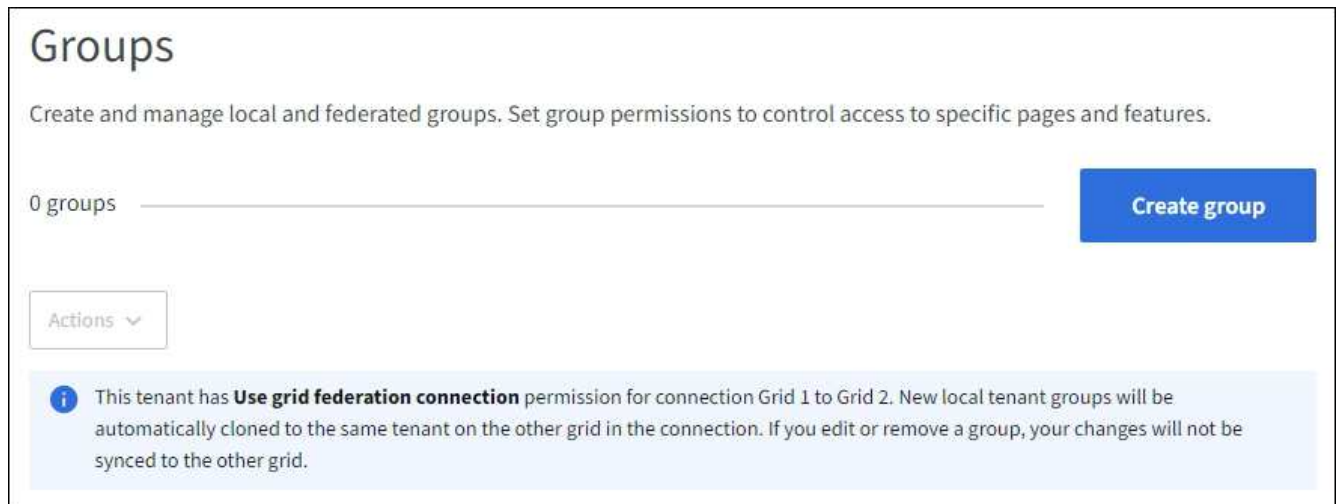 Groups
Create and manage local and federated groups. Set group permissions to control access to specific pages and features.
0 groups
Create group
Actions
This tenant has Use grid federation connection permission for connection Grid 1 to Grid 2. New local tenant groups will be
automatically cloned to the same tenant on the other grid in the connection. If you edit or remove a group, your changes will not be
synced to the other grid.